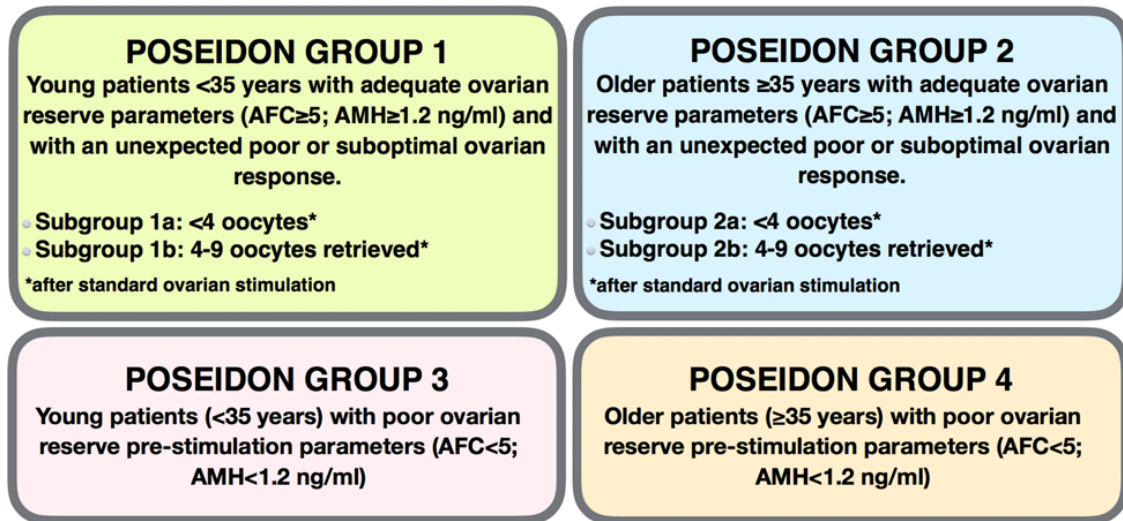 POSEIDON GROUP 1
Young patients <35 years with adequate ovarian
reserve parameters (AFC≥5; AMH≥1.2 ng/ml) and
with an unexpected poor or suboptimal ovarian
response.
Subgroup 1a: <4 oocytes*
Subgroup 1b: 4-9 oocytes retrieved*
*after standard ovarian stimulation
POSEIDON GROUP 2
Older patients ≥35 years with adequate ovarian
reserve parameters (AFC≥5; AMH≥1.2 ng/ml) and
with an unexpected poor or suboptimal ovarian
response.
Subgroup 2a: <4 oocytes*
Subgroup 2b: 4-9 oocytes retrieved*
*after standard ovarian stimulation
POSEIDON GROUP 3
Young patients (<35 years) with poor ovarian
reserve pre-stimulation parameters (AFC<5;
AMH<1.2 ng/ml)
POSEIDON GROUP 4
Older patients (≥35 years) with poor ovarian
reserve pre-stimulation parameters (AFC<5;
AMH<1.2 ng/ml)